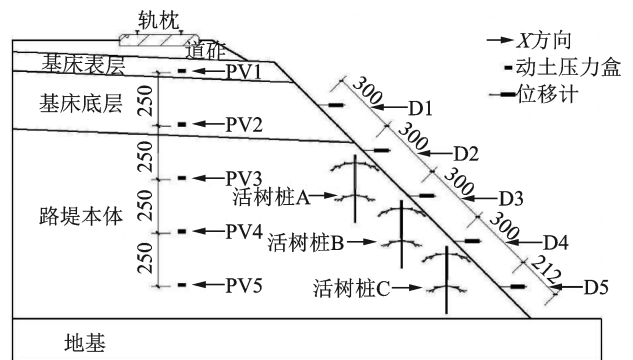 轨枕
道砟
基床表层
基床底层
路堤本体
地基
250
250
250
250
PV1
PV2
PV3
PV4
PV5
活树桩A
活树桩B
活树桩C
300
300
300
300
212
D1
D2
D3
D4
D5
X方向
动土压力盒
位移计